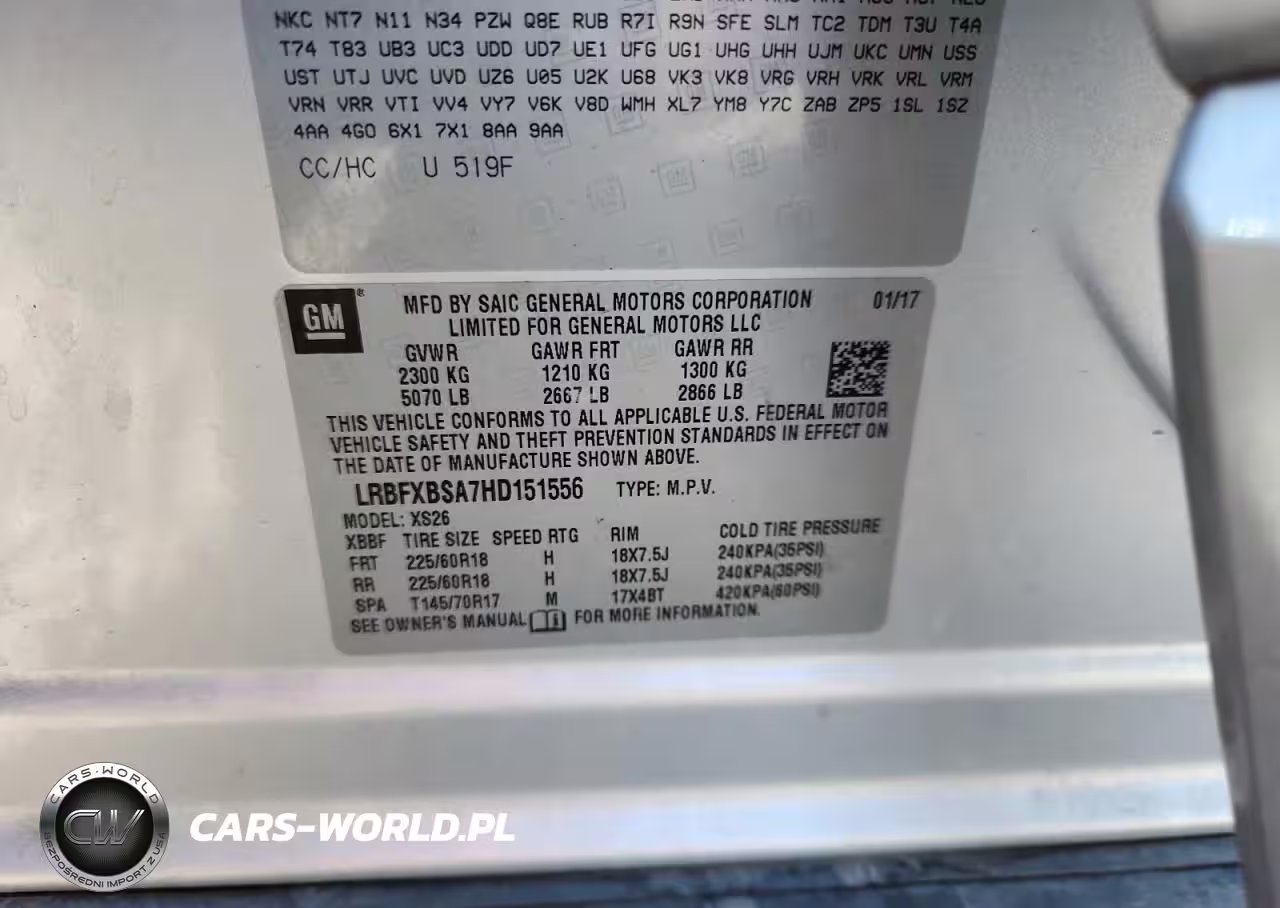 NKC NT7 N11 N34 PZW Q8E RUB R7I R9N SFE SLM TC2 TDM T3U T4A
T74 T83 UB3 UC3 UDD UD7 UE1 UFG UG1 UHG UHH UJM UKC UMN USS
UST UTJ UVC UVD UZ6 U05 U2K U68 VK3 VK8 VRG VRH VRK VRL VRM
VRN VRR VTI VV4 VY7 V6K V8D WMH XL7 YM8 Y7C ZAB ZP5 1SL 1SZ
4AA 4G0 6X1 7X1 8AA 9AA
CC/HC U 519F
GM® MFD BY SAIC GENERAL MOTORS CORPORATION 01/17
LIMITED FOR GENERAL MOTORS LLC
GVWR GAWR FRT GAWR RR
2300 KG 1210 KG 1300 KG
5070 LB 2667 LB 2866 LB
THIS VEHICLE CONFORMS TO ALL APPLICABLE U.S. FEDERAL MOTOR
VEHICLE SAFETY AND THEFT PREVENTION STANDARDS IN EFFECT ON
THE DATE OF MANUFACTURE SHOWN ABOVE.
LRBFXBSA7HD151556 TYPE: M.P.V.
MODEL: XS26
XBBF TIRE SIZE SPEED RTG RIM COLD TIRE PRESSURE
FRT 225/60R18 H 18X7.5J 240KPA(35PSI)
RR 225/60R18 H 18X7.5J 240KPA(35PSI)
SPA T145/70R17 M 17X4BT 420KPA(60PSI)
SEE OWNER'S MANUAL FOR MORE INFORMATION.
CARS-WORLD
CW
BEZPOŚREDNI IMPORT Z USA
CARS-WORLD.PL